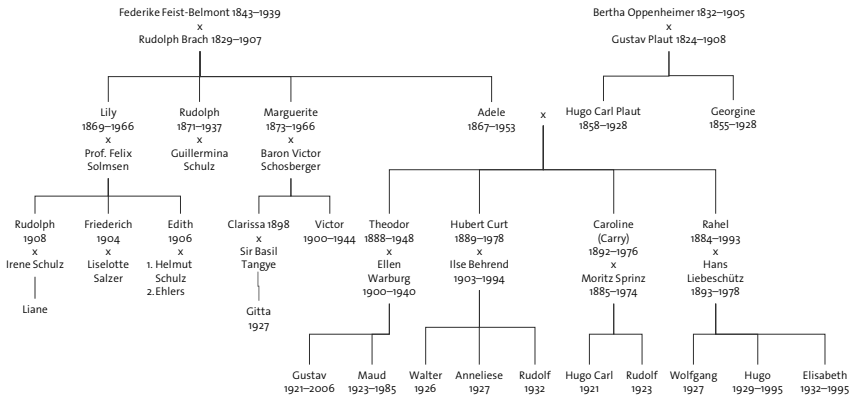 Federike Feist-Belmont 1843–1939
x
Rudolph Brach 1829–1907
Bertha Oppenheimer 1832–1905
x
Gustav Plaut 1824–1908
Lily
1869–1966
x
Prof. Felix
Solmsen
Rudolph
1871–1937
x
Guillermina
Schulz
Marguerite
1873–1966
x
Baron Victor
Schosberger
Adele
1867–1953
x
Hugo Carl Plaut
1858–1928
Georgine
1855–1928
Rudolph
1908
x
Irene Schulz
Liane
Friederich
1904
x
Liselotte
Salzer
Edith
1906
x
1. Helmut
Schulz
2.Ehlers
Clarissa 1898
x
Sir Basil
Tangye
Gitta
1927
Victor
1900–1944
Theodor
1888–1948
x
Ellen
Warburg
1900–1940
Hubert Curt
1889–1978
x
Ilse Behrend
1903–1994
Caroline
(Carry)
1892–1976
x
Moritz Sprinz
1885–1974
Rahel
1884–1993
x
Hans
Liebeschütz
1893–1978
Gustav
1921–2006
Maud
1923–1985
Walter
1926
Anneliese
1927
Rudolf
1932
Hugo Carl
1921
Rudolf
1923
Wolfgang
1927
Hugo
1929–1995
Elisabeth
1932–1995